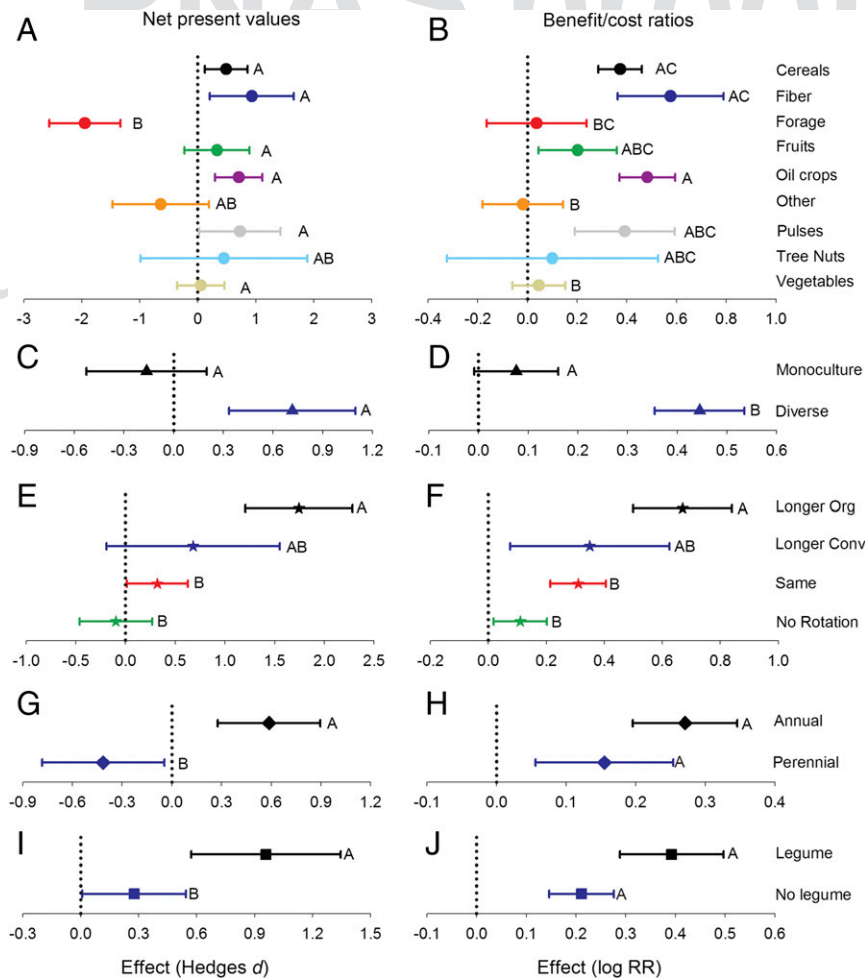 Net present values
Benefit/cost ratios
A
B
A
AC
Cereals
A
AC
Fiber
B
BC
Forage
A
ABC
Fruits
A
A
Oil crops
AB
B
Other
A
ABC
Pulses
AB
ABC
Tree Nuts
A
B
Vegetables
-3 -2 -1 0 1 2 3
-0.4 -0.2 0.0 0.2 0.4 0.6 0.8 1.0
C
D
A
A
Monoculture
A
B
Diverse
-0.9 -0.6 -0.3 0.0 0.3 0.6 0.9 1.2
-0.1 0.0 0.1 0.2 0.3 0.4 0.5 0.6
E
F
A
A
Longer Org
AB
AB
Longer Conv
B
B
Same
B
B
No Rotation
-1.0 -0.5 0.0 0.5 1.0 1.5 2.0 2.5
-0.2 0.0 0.2 0.4 0.6 0.8 1.0
G
H
A
A
Annual
B
A
Perennial
-0.9 -0.6 -0.3 0.0 0.3 0.6 0.9 1.2
-0.1 0.0 0.1 0.2 0.3 0.4
I
J
A
A
Legume
B
A
No legume
-0.3 0.0 0.3 0.6 0.9 1.2 1.5
-0.1 0.0 0.1 0.2 0.3 0.4 0.5 0.6
Effect (Hedges d)
Effect (log RR)